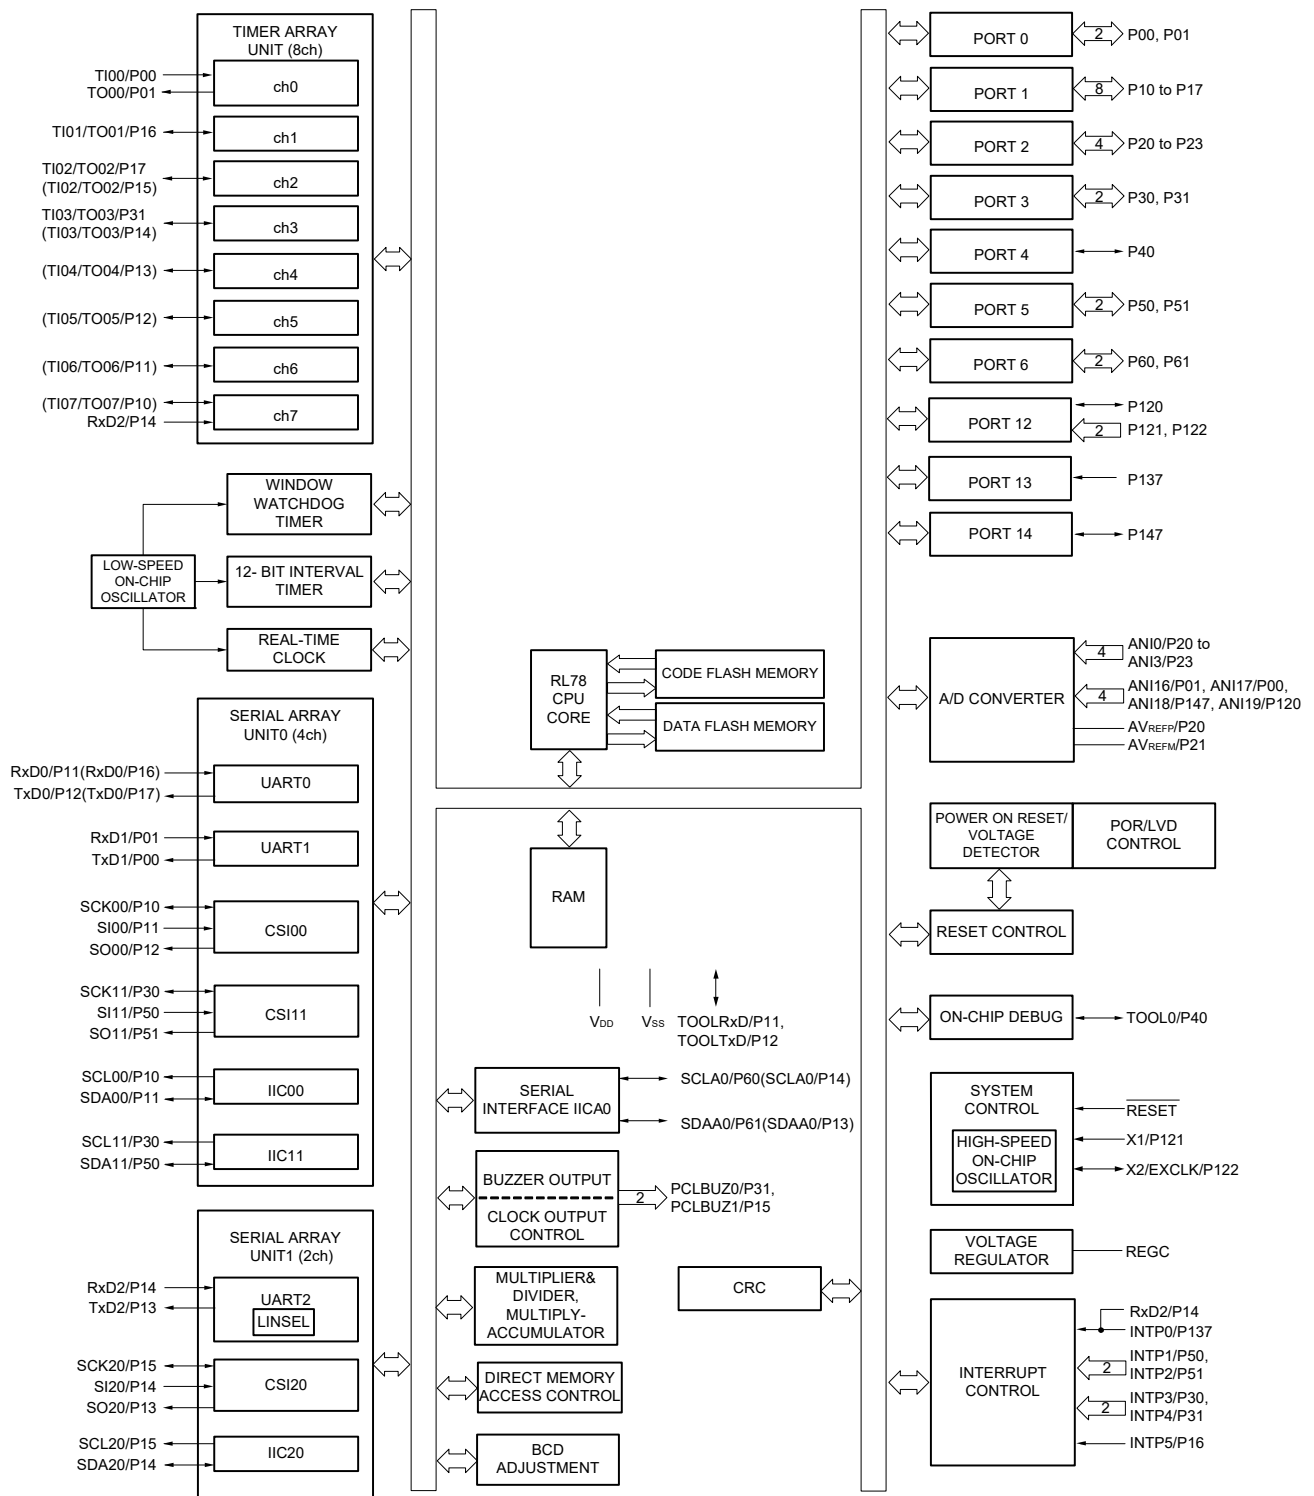 TIMER ARRAY
UNIT (8ch)
TI00/P00
TO00/P01
ch0
TI01/TO01/P16
ch1
TI02/TO02/P17
(TI02/TO02/P15)
ch2
TI03/TO03/P31
(TI03/TO03/P14)
ch3
(TI04/TO04/P13)
ch4
(TI05/TO05/P12)
ch5
(TI06/TO06/P11)
ch6
(TI07/TO07/P10)
RxD2/P14
ch7
WINDOW
WATCHDOG
TIMER
LOW-SPEED
ON-CHIP
OSCILLATOR
12- BIT INTERVAL
TIMER
REAL-TIME
CLOCK
SERIAL ARRAY
UNIT0 (4ch)
RxD0/P11(RxD0/P16)
TxD0/P12(TxD0/P17)
UART0
RxD1/P01
TxD1/P00
UART1
SCK00/P10
SI00/P11
SO00/P12
CSI00
SCK11/P30
SI11/P50
SO11/P51
CSI11
SCL00/P10
SDA00/P11
IIC00
SCL11/P30
SDA11/P50
IIC11
SERIAL ARRAY
UNIT1 (2ch)
RxD2/P14
TxD2/P13
UART2
LINSEL
SCK20/P15
SI20/P14
SO20/P13
CSI20
SCL20/P15
SDA20/P14
IIC20
RL78
CPU
CORE
CODE FLASH MEMORY
DATA FLASH MEMORY
RAM
VDD
VSS
TOOLRxD/P11,
TOOLTxD/P12
SERIAL
INTERFACE IICA0
SCLA0/P60(SCLA0/P14)
SDAA0/P61(SDAA0/P13)
BUZZER OUTPUT
CLOCK OUTPUT
CONTROL
2
PCLBUZ0/P31,
PCLBUZ1/P15
MULTIPLIER&
DIVIDER,
MULTIPLY-
ACCUMULATOR
CRC
DIRECT MEMORY
ACCESS CONTROL
BCD
ADJUSTMENT
PORT 0
2
P00, P01
PORT 1
8
P10 to P17
PORT 2
4
P20 to P23
PORT 3
2
P30, P31
PORT 4
P40
PORT 5
2
P50, P51
PORT 6
2
P60, P61
PORT 12
P120
2
P121, P122
PORT 13
P137
PORT 14
P147
A/D CONVERTER
4
ANI0/P20 to
ANI3/P23
4
ANI16/P01, ANI17/P00,
ANI18/P147, ANI19/P120
AVREFP/P20
AVREFM/P21
POWER ON RESET/
VOLTAGE
DETECTOR
POR/LVD
CONTROL
RESET CONTROL
ON-CHIP DEBUG
TOOL0/P40
SYSTEM
CONTROL
HIGH-SPEED
ON-CHIP
OSCILLATOR
RESET
X1/P121
X2/EXCLK/P122
VOLTAGE
REGULATOR
REGC
INTERRUPT
CONTROL
RxD2/P14
INTP0/P137
2
INTP1/P50,
INTP2/P51
2
INTP3/P30,
INTP4/P31
INTP5/P16